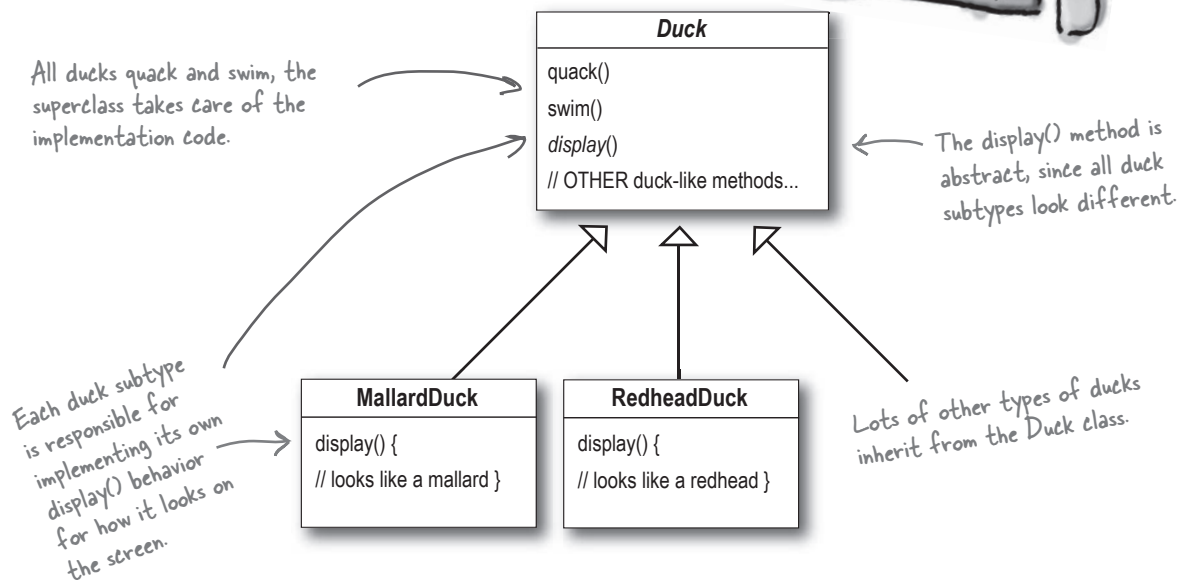 Duck
quack()
swim()
display()
// OTHER duck-like methods...
All ducks quack and swim, the
superclass takes care of the
implementation code.
The display() method is
abstract, since all duck
subtypes look different.
Each duck subtype
is responsible for
implementing its own
display() behavior
for how it looks on
the screen.
MallardDuck
display() {
// looks like a mallard }
RedheadDuck
display() {
// looks like a redhead }
Lots of other types of ducks
inherit from the Duck class.